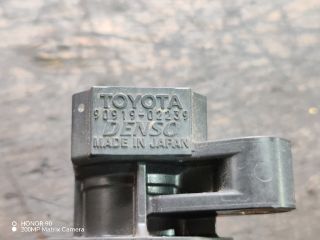 TOYOTA
90919-02239
DENSO
MADE IN JAPAN
HONOR 90
200MP Matrix Camera